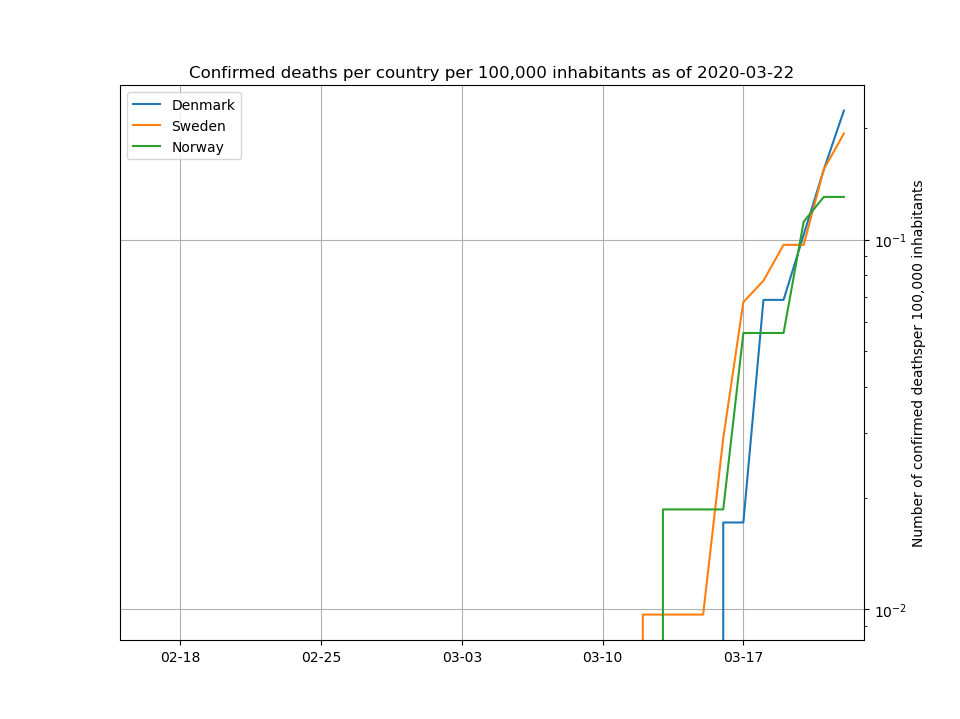 Confirmed deaths per country per 100,000 inhabitants as of 2020-03-22
Denmark
Sweden
Norway
10⁻¹
10⁻²
Number of confirmed deathsper 100,000 inhabitants
02-18
02-25
03-03
03-10
03-17